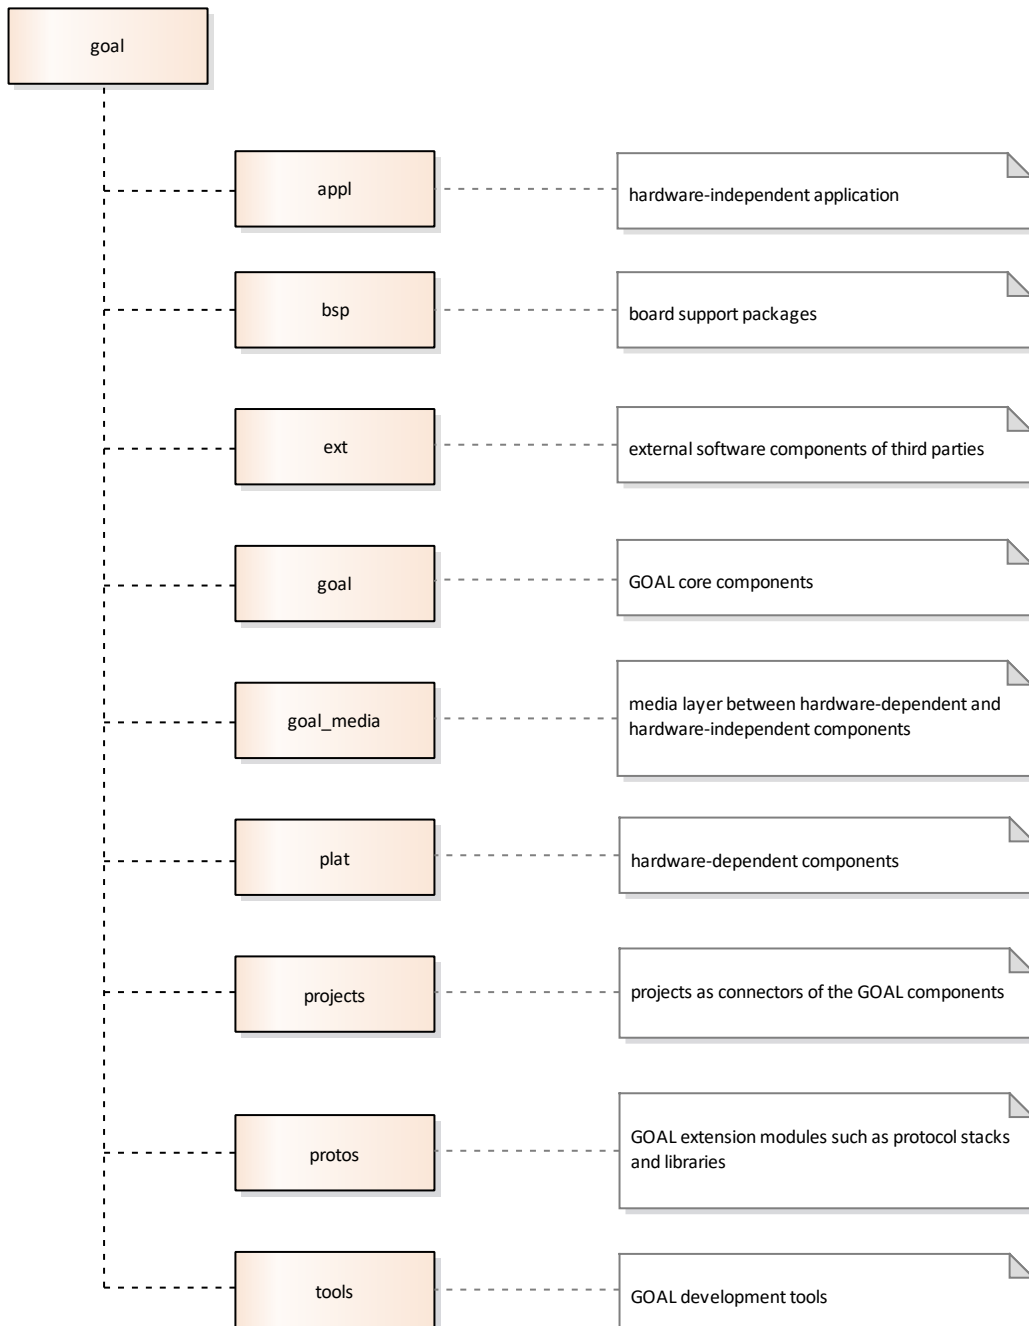 goal
appl
hardware-independent application
bsp
board support packages
ext
external software components of third parties
goal
GOAL core components
goal_media
media layer between hardware-dependent and
hardware-independent components
plat
hardware-dependent components
projects
projects as connectors of the GOAL components
protos
GOAL extension modules such as protocol stacks
and libraries
tools
GOAL development tools